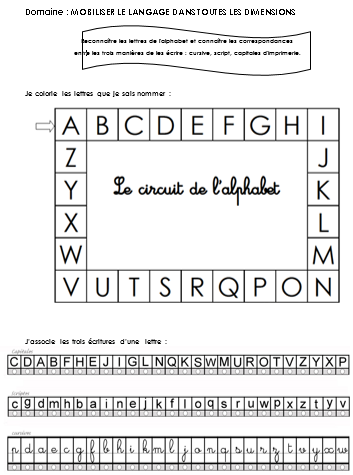 Domaine : MOBILISER LE LANGAGE DANS TOUTES LES DIMENSIONS
Reconnaître les lettres de l'alphabet et connaître les correspondances
entre les trois manières de les écrire : cursive, script, capitales d'imprimerie.
Je colorie les lettres que je sais nommer :
A B C D E F G H I
Z J
Y K
X L
W M
V U T S R Q P O N
Le circuit de l'alphabet
J'associe les trois écritures d'une lettre :
Capitales
C D A B F H E J I G L N Q K S W M U R O T V Z Y X P
Scriptes
c g d m h b a i n e j k f l o q s r u w p x z t y v
cursives
p d a e c g f b h i k m l j o n q s u r z t v y x w